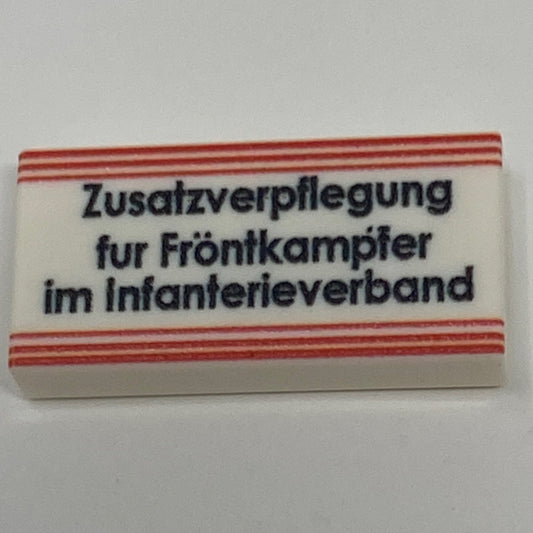 Zusatzverpflegung
fur Fröntkampfer
im Infanterieverband